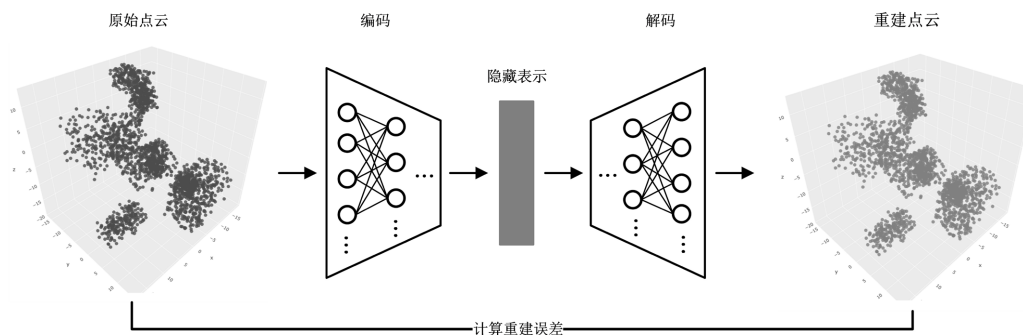 原始点云
编码
解码
重建点云
隐藏表示
计算重建误差